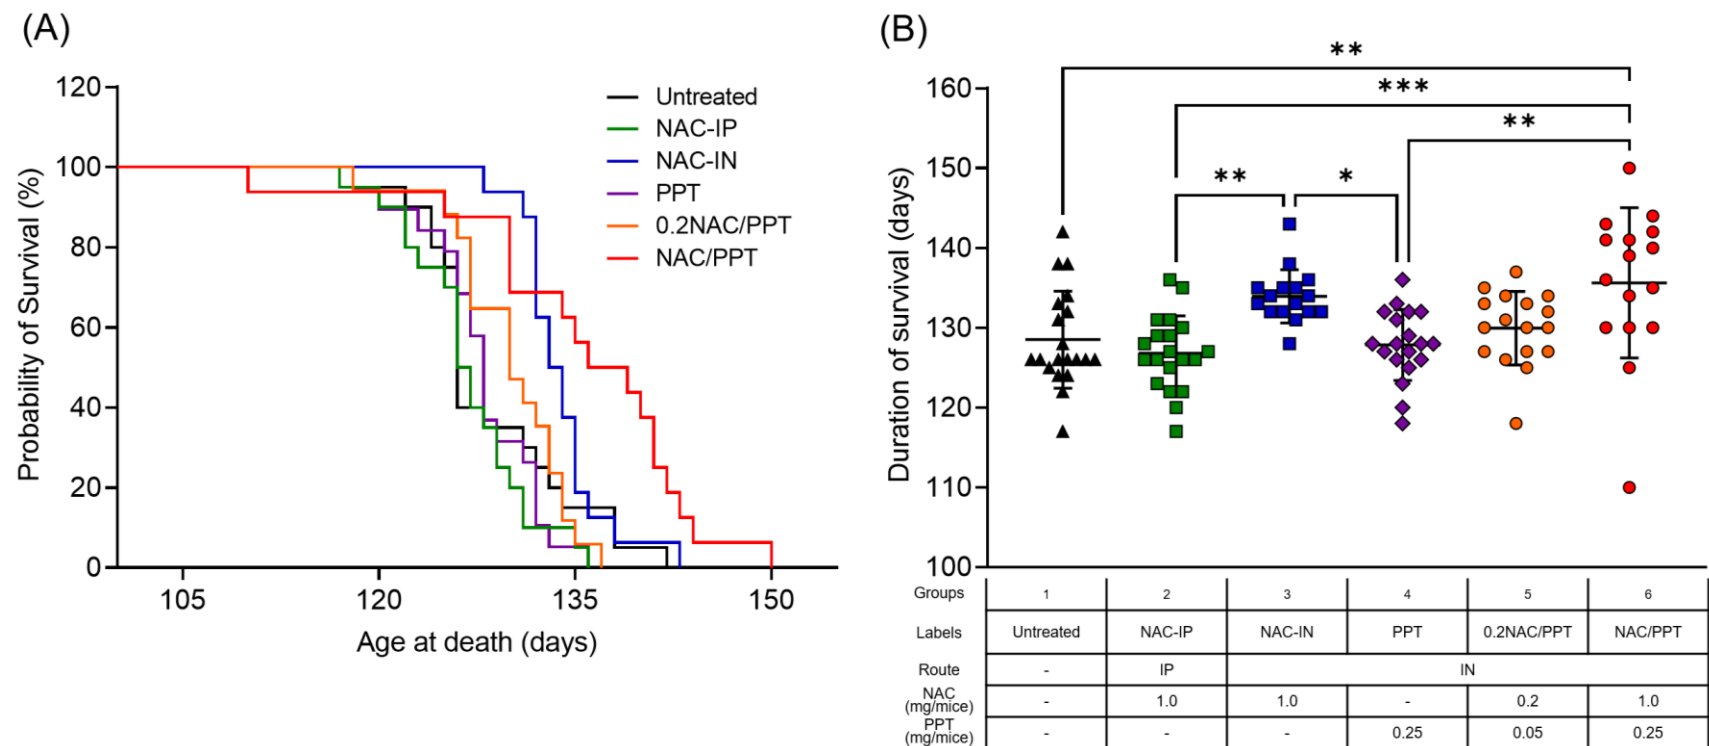 (A)
Probability of Survival (%)
120
100
80
60
40
20
0
105 120 135 150
Age at death (days)
Untreated
NAC-IP
NAC-IN
PPT
0.2NAC/PPT
NAC/PPT
(B)
Duration of survival (days)
160
150
140
130
120
110
100
**
***
**
** *
Groups 1 2 3 4 5 6
Labels Untreated NAC-IP NAC-IN PPT 0.2NAC/PPT NAC/PPT
Route - IP IN
NAC
(mg/mice) - 1.0 1.0 - 0.2 1.0
PPT
(mg/mice) - - - 0.25 0.05 0.25